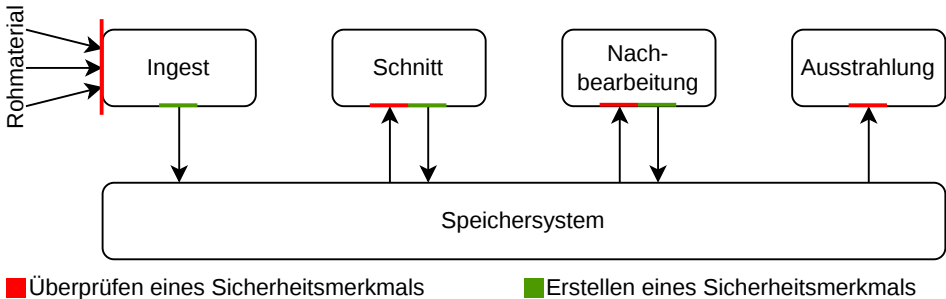 Rohmaterial
Ingest
Schnitt
Nach-
bearbeitung
Ausstrahlung
Speichersystem
Überprüfen eines Sicherheitsmerkmals
Erstellen eines Sicherheitsmerkmals